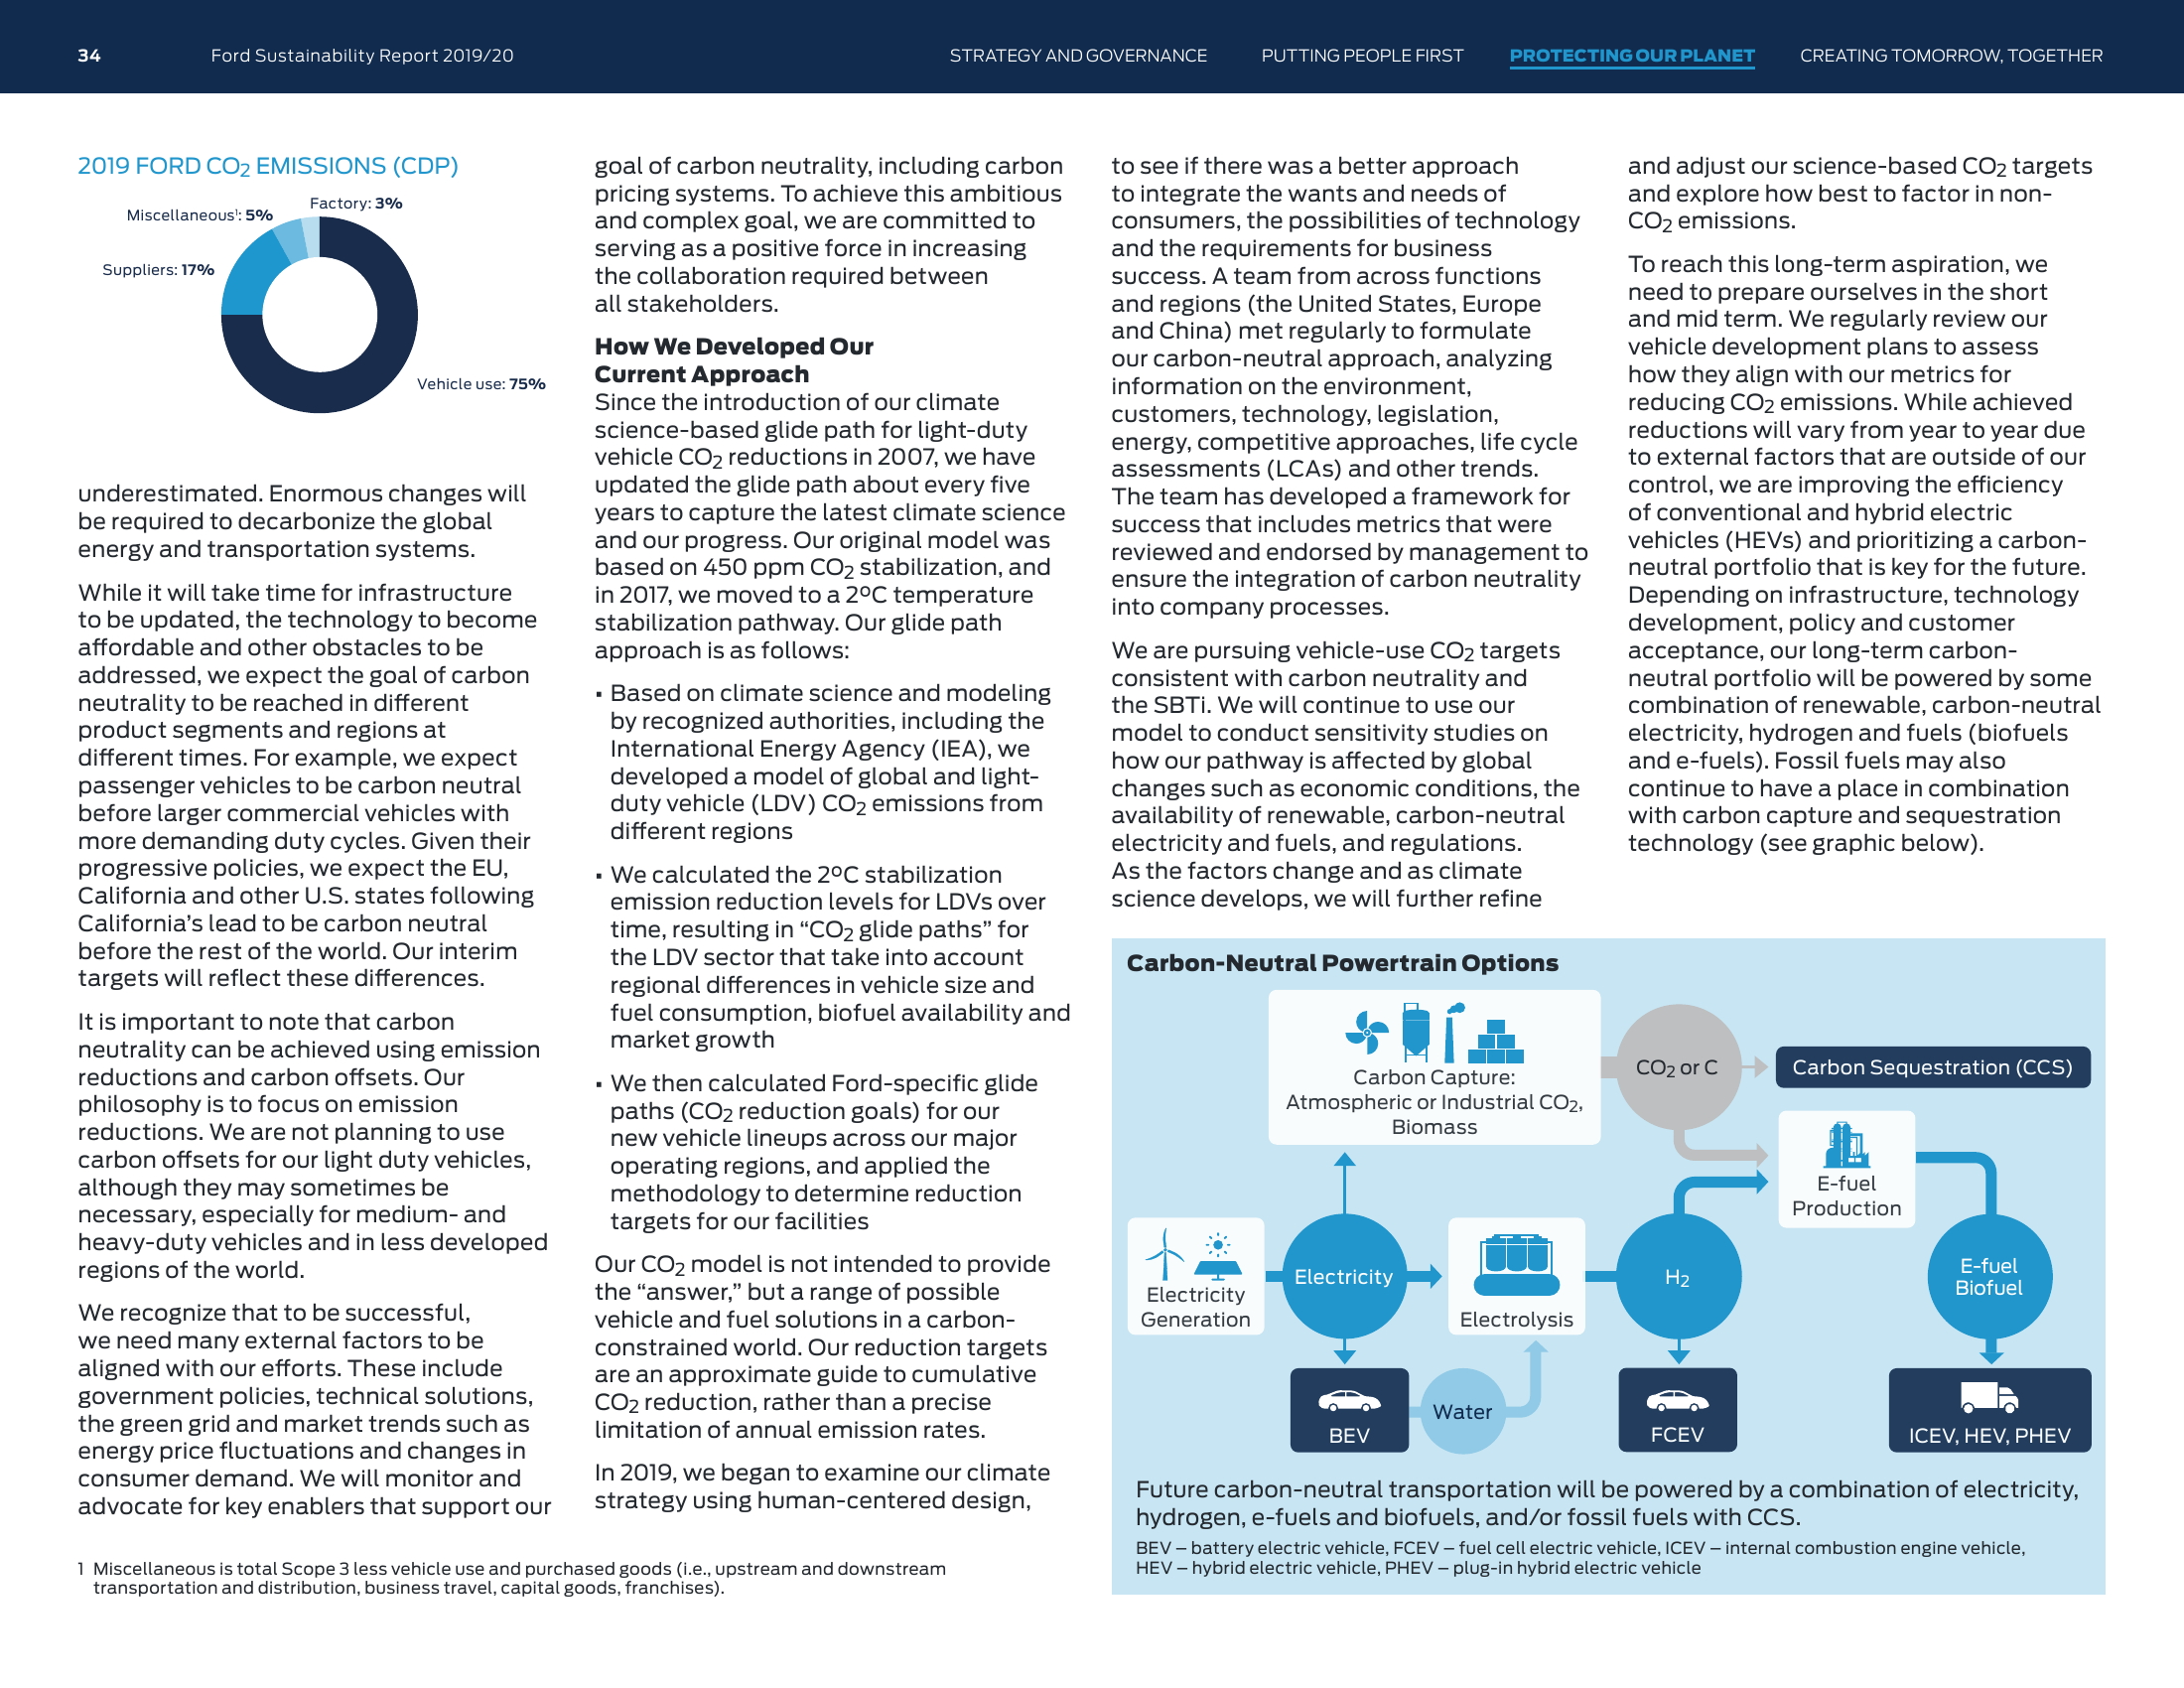 34
Ford Sustainability Report 2019/20
STRATEGY AND GOVERNANCE
PUTTING PEOPLE FIRST
PROTECTING OUR PLANET
CREATING TOMORROW, TOGETHER
2019 FORD CO2 EMISSIONS (CDP)
Factory: 3%
Miscellaneous¹: 5%
Suppliers: 17%
Vehicle use: 75%
underestimated. Enormous changes will
be required to decarbonize the global
energy and transportation systems.
While it will take time for infrastructure
to be updated, the technology to become
affordable and other obstacles to be
addressed, we expect the goal of carbon
neutrality to be reached in different
product segments and regions at
different times. For example, we expect
passenger vehicles to be carbon neutral
before larger commercial vehicles with
more demanding duty cycles. Given their
progressive policies, we expect the EU,
California and other U.S. states following
California’s lead to be carbon neutral
before the rest of the world. Our interim
targets will reflect these differences.
It is important to note that carbon
neutrality can be achieved using emission
reductions and carbon offsets. Our
philosophy is to focus on emission
reductions. We are not planning to use
carbon offsets for our light duty vehicles,
although they may sometimes be
necessary, especially for medium- and
heavy-duty vehicles and in less developed
regions of the world.
We recognize that to be successful,
we need many external factors to be
aligned with our efforts. These include
government policies, technical solutions,
the green grid and market trends such as
energy price fluctuations and changes in
consumer demand. We will monitor and
advocate for key enablers that support our
goal of carbon neutrality, including carbon
pricing systems. To achieve this ambitious
and complex goal, we are committed to
serving as a positive force in increasing
the collaboration required between
all stakeholders.
How We Developed Our
Current Approach
Since the introduction of our climate
science-based glide path for light-duty
vehicle CO2 reductions in 2007, we have
updated the glide path about every five
years to capture the latest climate science
and our progress. Our original model was
based on 450 ppm CO2 stabilization, and
in 2017, we moved to a 2ºC temperature
stabilization pathway. Our glide path
approach is as follows:
▪ Based on climate science and modeling
by recognized authorities, including the
International Energy Agency (IEA), we
developed a model of global and light-
duty vehicle (LDV) CO2 emissions from
different regions
▪ We calculated the 2ºC stabilization
emission reduction levels for LDVs over
time, resulting in “CO2 glide paths” for
the LDV sector that take into account
regional differences in vehicle size and
fuel consumption, biofuel availability and
market growth
▪ We then calculated Ford-specific glide
paths (CO2 reduction goals) for our
new vehicle lineups across our major
operating regions, and applied the
methodology to determine reduction
targets for our facilities
Our CO2 model is not intended to provide
the “answer,” but a range of possible
vehicle and fuel solutions in a carbon-
constrained world. Our reduction targets
are an approximate guide to cumulative
CO2 reduction, rather than a precise
limitation of annual emission rates.
In 2019, we began to examine our climate
strategy using human-centered design,
to see if there was a better approach
to integrate the wants and needs of
consumers, the possibilities of technology
and the requirements for business
success. A team from across functions
and regions (the United States, Europe
and China) met regularly to formulate
our carbon-neutral approach, analyzing
information on the environment,
customers, technology, legislation,
energy, competitive approaches, life cycle
assessments (LCAs) and other trends.
The team has developed a framework for
success that includes metrics that were
reviewed and endorsed by management to
ensure the integration of carbon neutrality
into company processes.
We are pursuing vehicle-use CO2 targets
consistent with carbon neutrality and
the SBTi. We will continue to use our
model to conduct sensitivity studies on
how our pathway is affected by global
changes such as economic conditions, the
availability of renewable, carbon-neutral
electricity and fuels, and regulations.
As the factors change and as climate
science develops, we will further refine
and adjust our science-based CO2 targets
and explore how best to factor in non-
CO2 emissions.
To reach this long-term aspiration, we
need to prepare ourselves in the short
and mid term. We regularly review our
vehicle development plans to assess
how they align with our metrics for
reducing CO2 emissions. While achieved
reductions will vary from year to year due
to external factors that are outside of our
control, we are improving the efficiency
of conventional and hybrid electric
vehicles (HEVs) and prioritizing a carbon-
neutral portfolio that is key for the future.
Depending on infrastructure, technology
development, policy and customer
acceptance, our long-term carbon-
neutral portfolio will be powered by some
combination of renewable, carbon-neutral
electricity, hydrogen and fuels (biofuels
and e-fuels). Fossil fuels may also
continue to have a place in combination
with carbon capture and sequestration
technology (see graphic below).
Carbon-Neutral Powertrain Options
Carbon Capture:
Atmospheric or Industrial CO2,
Biomass
CO2 or C
Carbon Sequestration (CCS)
E-fuel
Production
Electricity
Generation
Electricity
Electrolysis
H2
E-fuel
Biofuel
BEV
Water
FCEV
ICEV, HEV, PHEV
Future carbon-neutral transportation will be powered by a combination of electricity,
hydrogen, e-fuels and biofuels, and/or fossil fuels with CCS.
BEV – battery electric vehicle, FCEV – fuel cell electric vehicle, ICEV – internal combustion engine vehicle,
HEV – hybrid electric vehicle, PHEV – plug-in hybrid electric vehicle
1 Miscellaneous is total Scope 3 less vehicle use and purchased goods (i.e., upstream and downstream
transportation and distribution, business travel, capital goods, franchises).